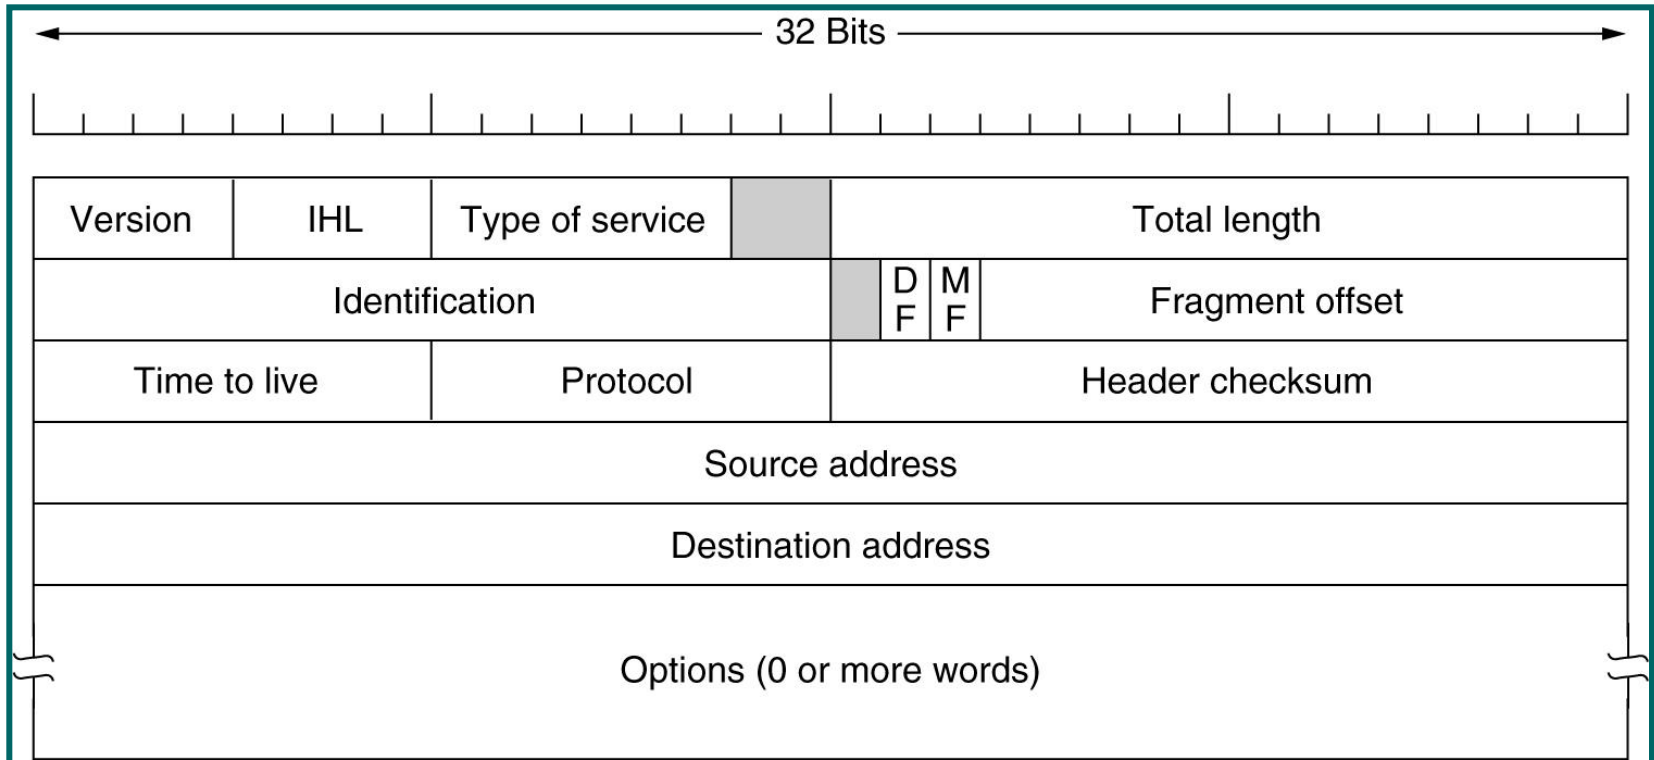 32 Bits
Version IHL Type of service Total length
Identification D F M F Fragment offset
Time to live Protocol Header checksum
Source address
Destination address
Options (0 or more words)